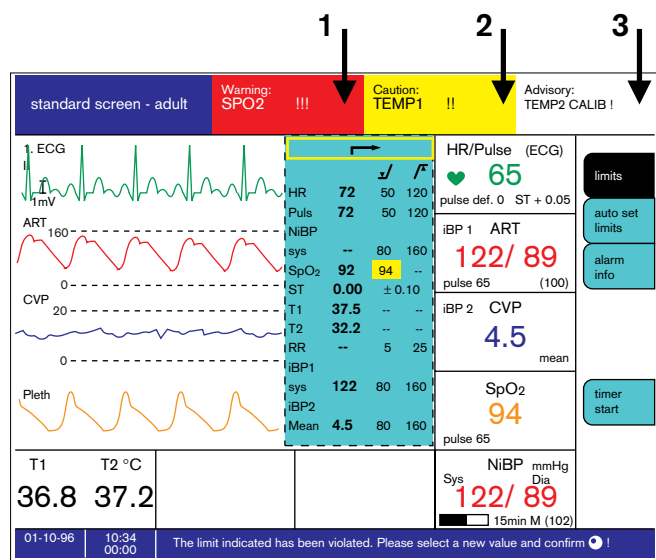 1 2 3
standard screen - adult
Warning:
SPO2 !!!
Caution:
TEMP1 !!
Advisory:
TEMP2 CALIB !
1. ECG
II
1mV
ART
160
0
CVP
20
0
Pleth
HR 72 50 120
Puls 72 50 120
NiBP
sys -- 80 160
SpO2 92 94 --
ST 0.00 ± 0.10
T1 37.5 -- --
T2 32.2 -- --
RR -- 5 25
iBP1
sys 122 80 160
iBP2
Mean 4.5 80 160
HR/Pulse (ECG)
65
pulse def. 0 ST + 0.05
iBP 1 ART
122/ 89
pulse 65 (100)
iBP 2 CVP
4.5
mean
SpO2
94
pulse 65
NiBP mmHg
Sys Dia
122/ 89
15min M (102)
limits
auto set
limits
alarm
info
timer
start
T1 T2 °C
36.8 37.2
01-10-96 10:34
00:00
The limit indicated has been violated. Please select a new value and confirm !